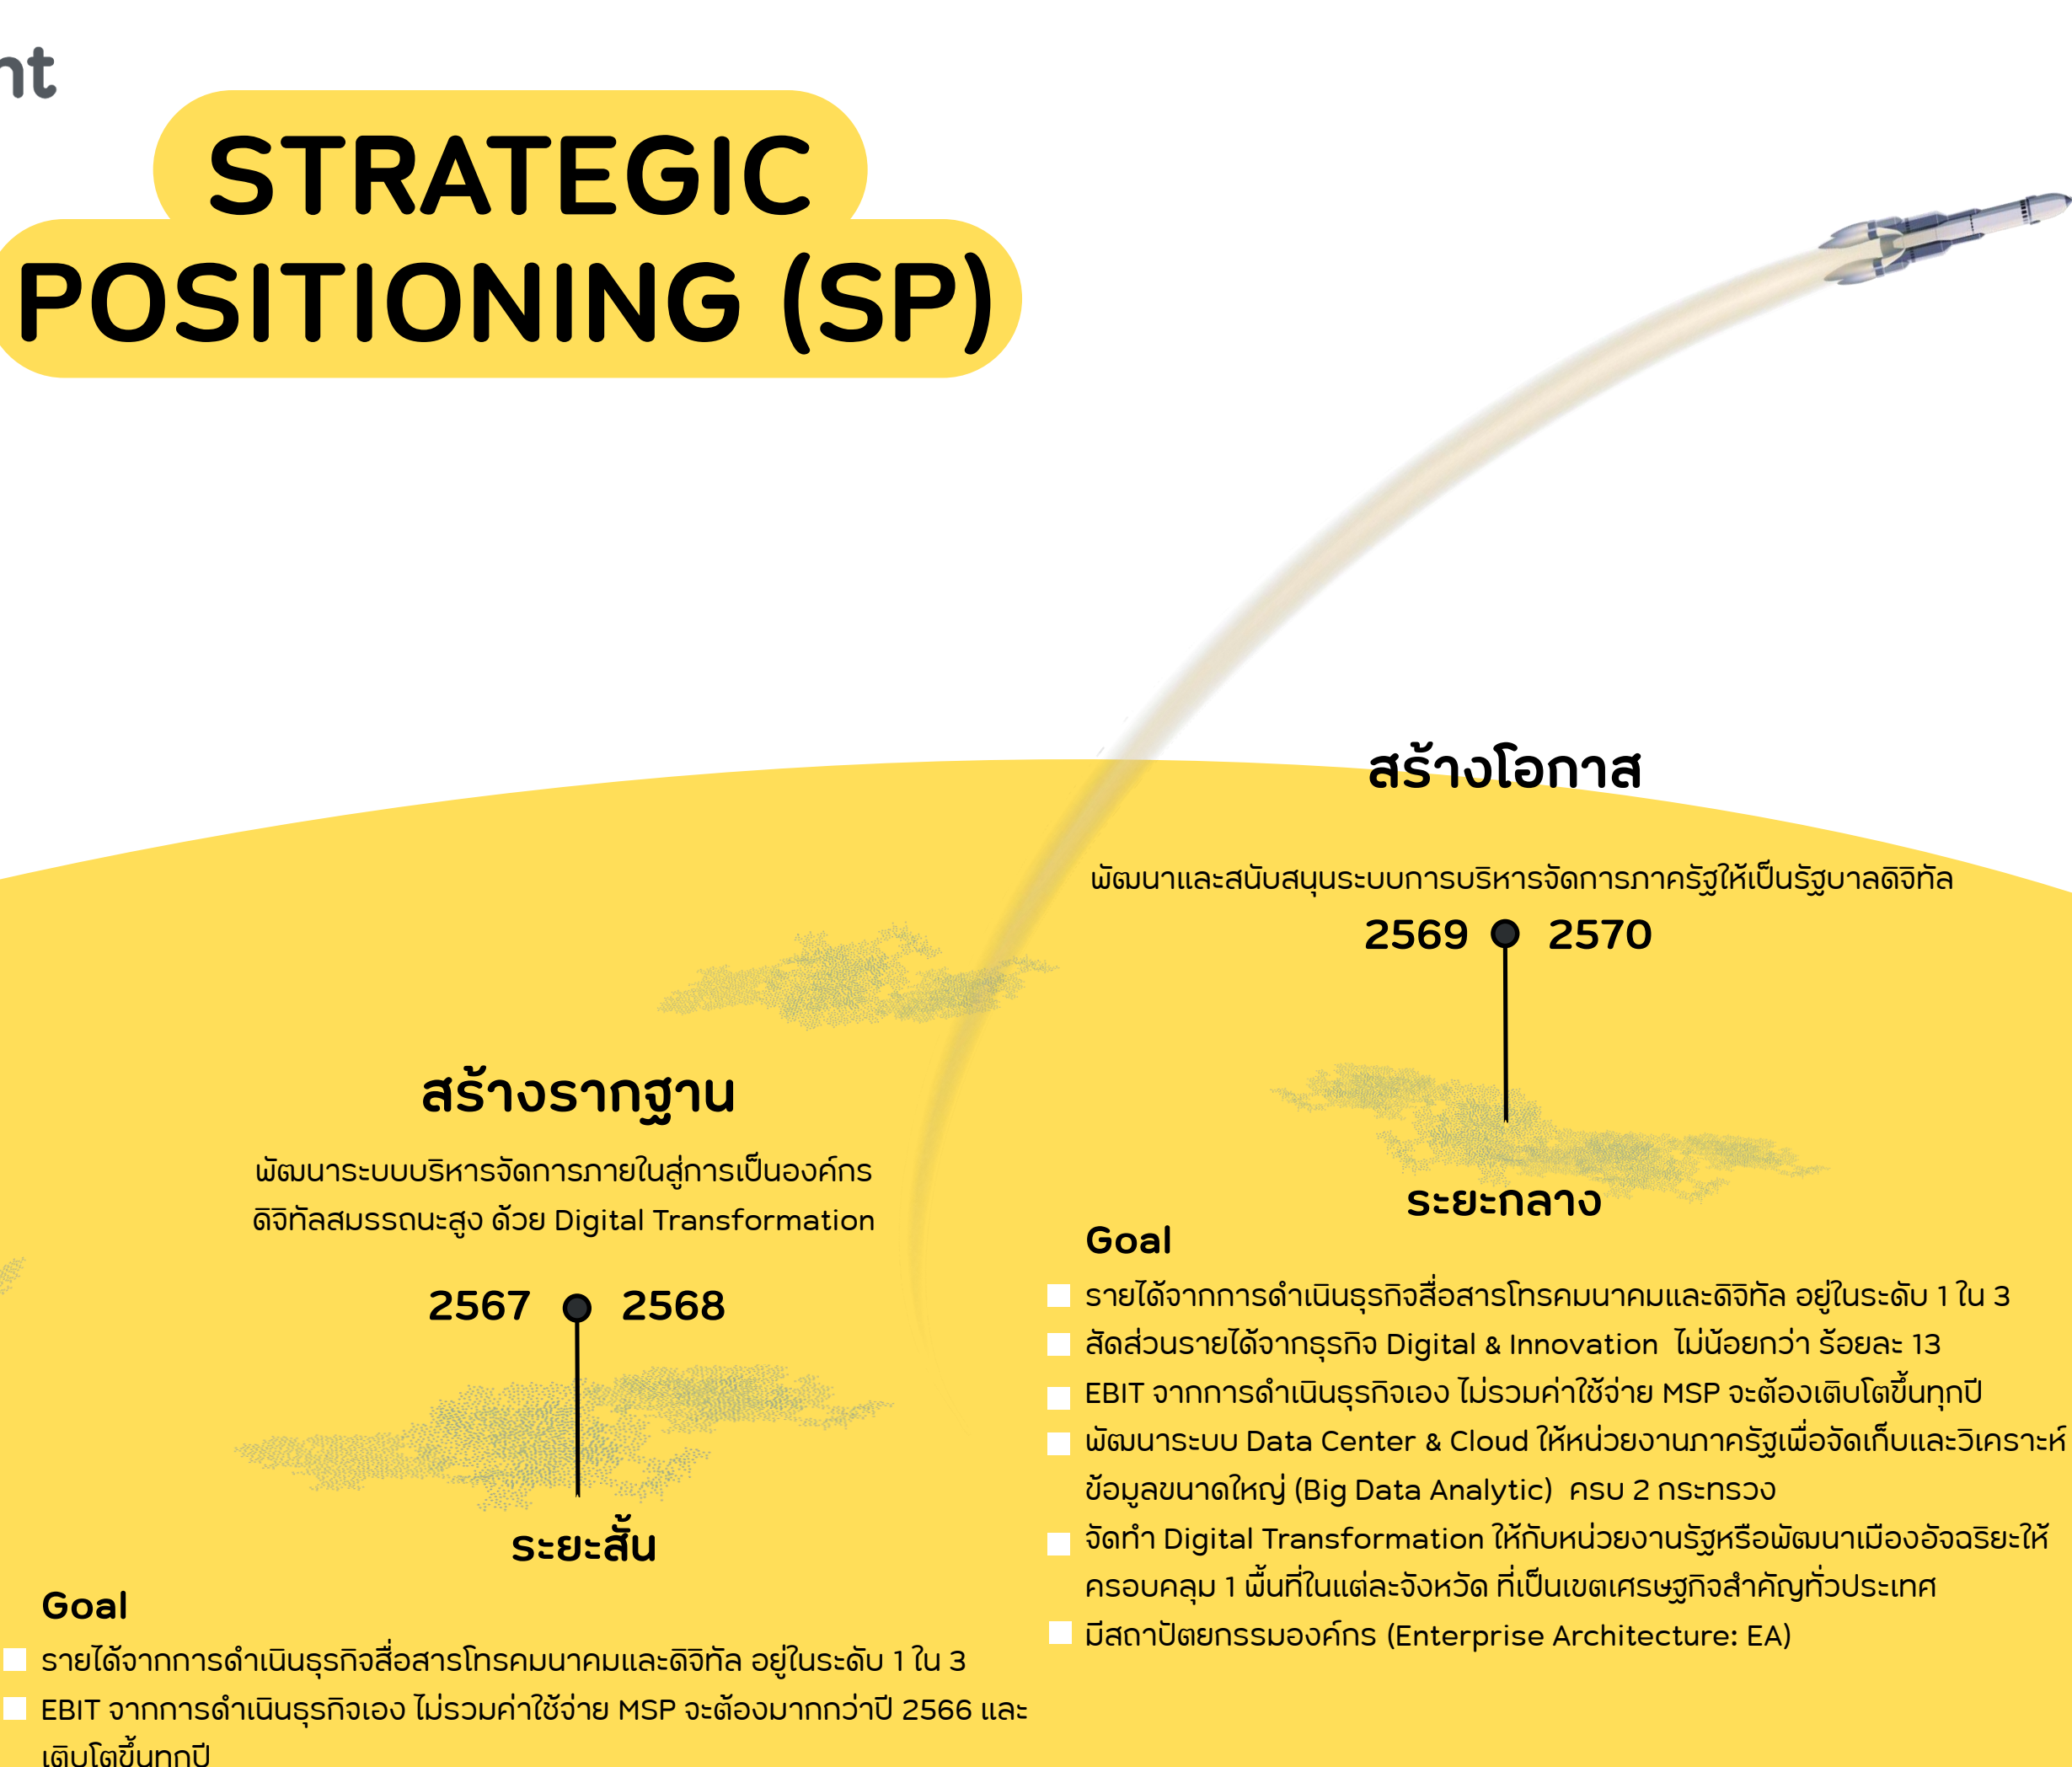 nt
STRATEGIC
POSITIONING (SP)
สร้างโอกาส
พัฒนาและสนับสนุนระบบการบริหารจัดการภาครัฐให้เป็นรัฐบาลดิจิทัล
2569 2570
ระยะกลาง
Goal
รายได้จากการดำเนินธุรกิจสื่อสารโทรคมนาคมและดิจิทัล อยู่ในระดับ 1 ใน 3
สัดส่วนรายได้จากธุรกิจ Digital & Innovation ไม่น้อยกว่า ร้อยละ 13
EBIT จากการดำเนินธุรกิจเอง ไม่รวมค่าใช้จ่าย MSP จะต้องเติบโตขึ้นทุกปี
พัฒนาระบบ Data Center & Cloud ให้หน่วยงานภาครัฐเพื่อจัดเก็บและวิเคราะห์
ข้อมูลขนาดใหญ่ (Big Data Analytic) ครบ 2 กระทรวง
จัดทำ Digital Transformation ให้กับหน่วยงานรัฐหรือพัฒนาเมืองอัจฉริยะให้
ครอบคลุม 1 พื้นที่ในแต่ละจังหวัด ที่เป็นเขตเศรษฐกิจสำคัญทั่วประเทศ
มีสถาปัตยกรรมองค์กร (Enterprise Architecture: EA)
สร้างรากฐาน
พัฒนาระบบบริหารจัดการภายในสู่การเป็นองค์กร
ดิจิทัลสมรรถนะสูง ด้วย Digital Transformation
2567 2568
ระยะสั้น
Goal
รายได้จากการดำเนินธุรกิจสื่อสารโทรคมนาคมและดิจิทัล อยู่ในระดับ 1 ใน 3
EBIT จากการดำเนินธุรกิจเอง ไม่รวมค่าใช้จ่าย MSP จะต้องมากกว่าปี 2566 และ
เติบโตขึ้นทุกปี